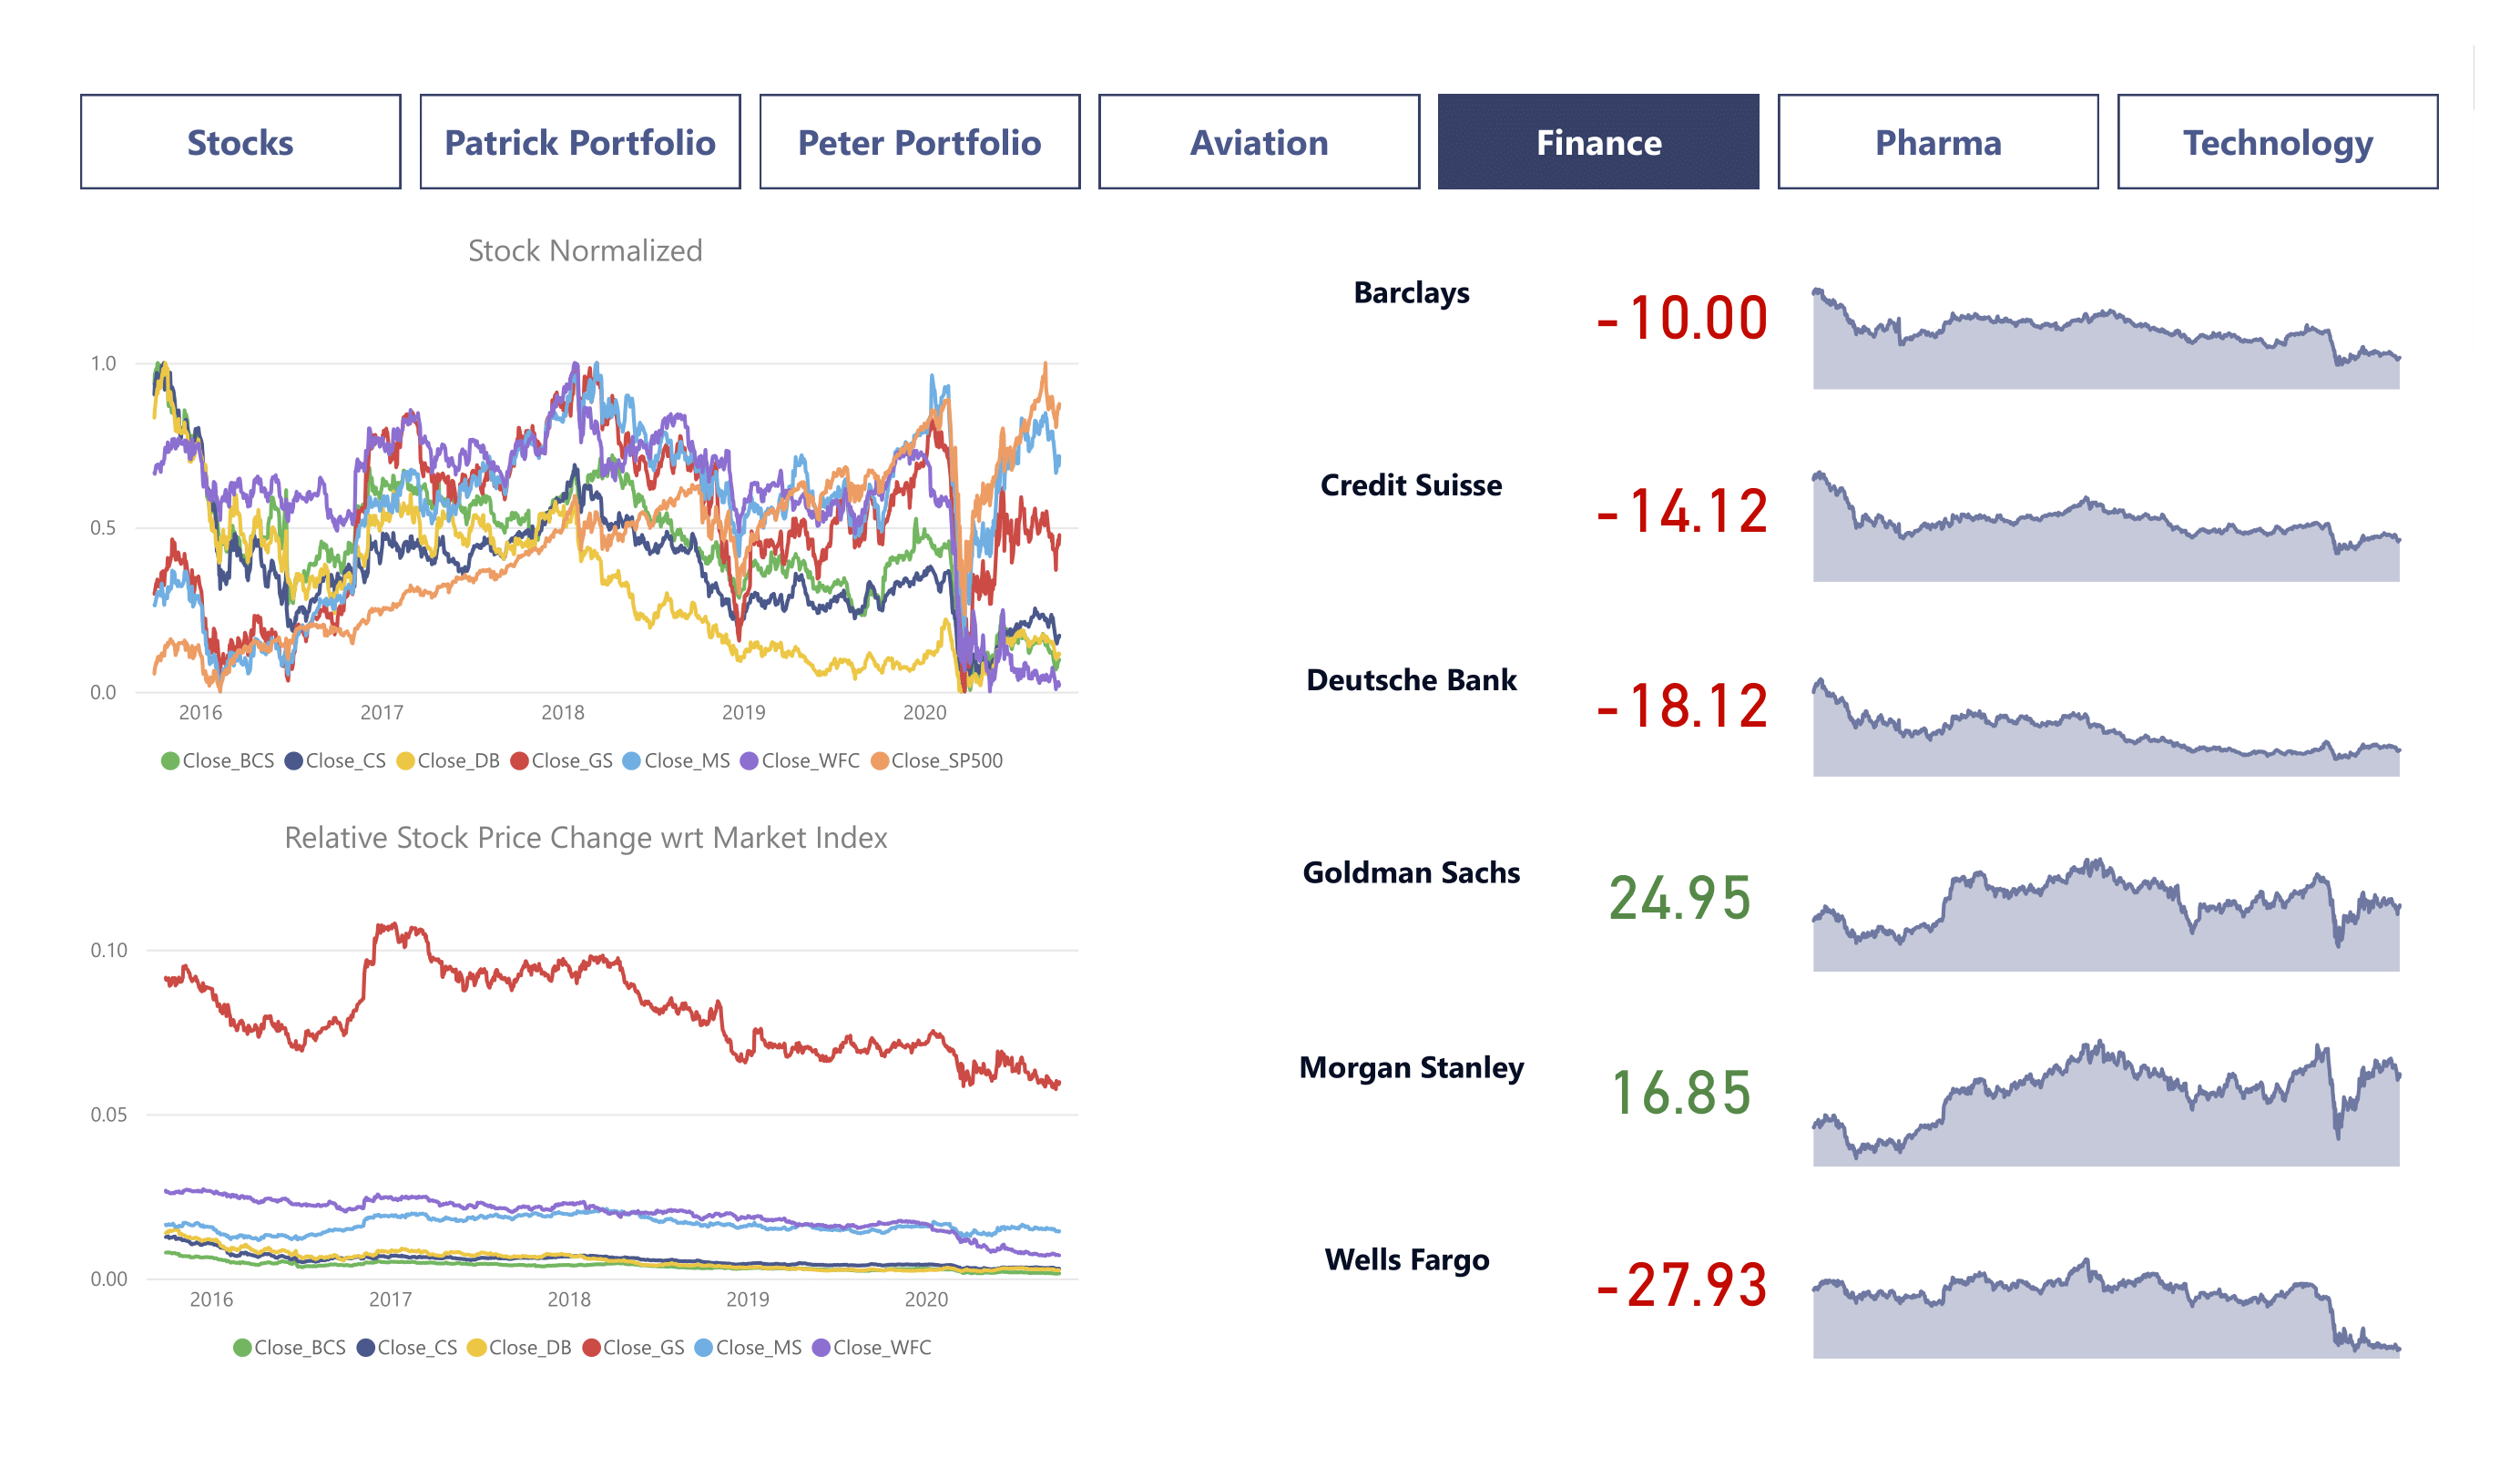 Stocks
Patrick Portfolio
Peter Portfolio
Aviation
Finance
Pharma
Technology
Stock Normalized
1.0
0.5
0.0
2016 2017 2018 2019 2020
Close_BCS Close_CS Close_DB Close_GS Close_MS Close_WFC Close_SP500
Relative Stock Price Change wrt Market Index
0.10
0.05
0.00
2016 2017 2018 2019 2020
Close_BCS Close_CS Close_DB Close_GS Close_MS Close_WFC
Barclays
-10.00
Credit Suisse
-14.12
Deutsche Bank
-18.12
Goldman Sachs
24.95
Morgan Stanley
16.85
Wells Fargo
-27.93